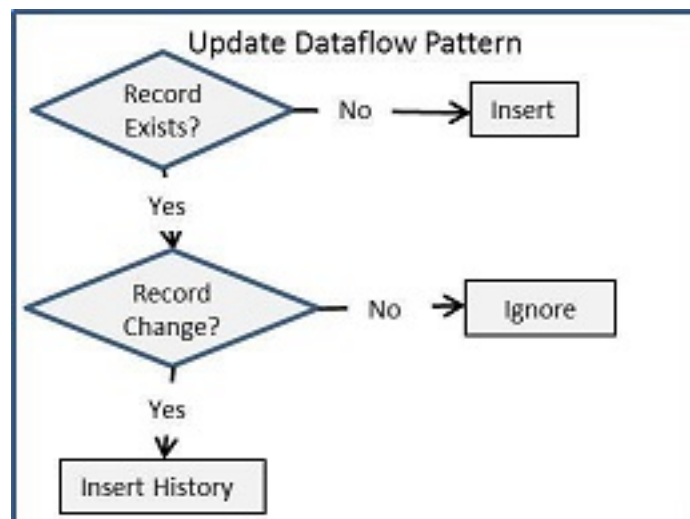 Update Dataflow Pattern
Record
Exists?
No
Insert
Yes
Record
Change?
No
Ignore
Yes
Insert History